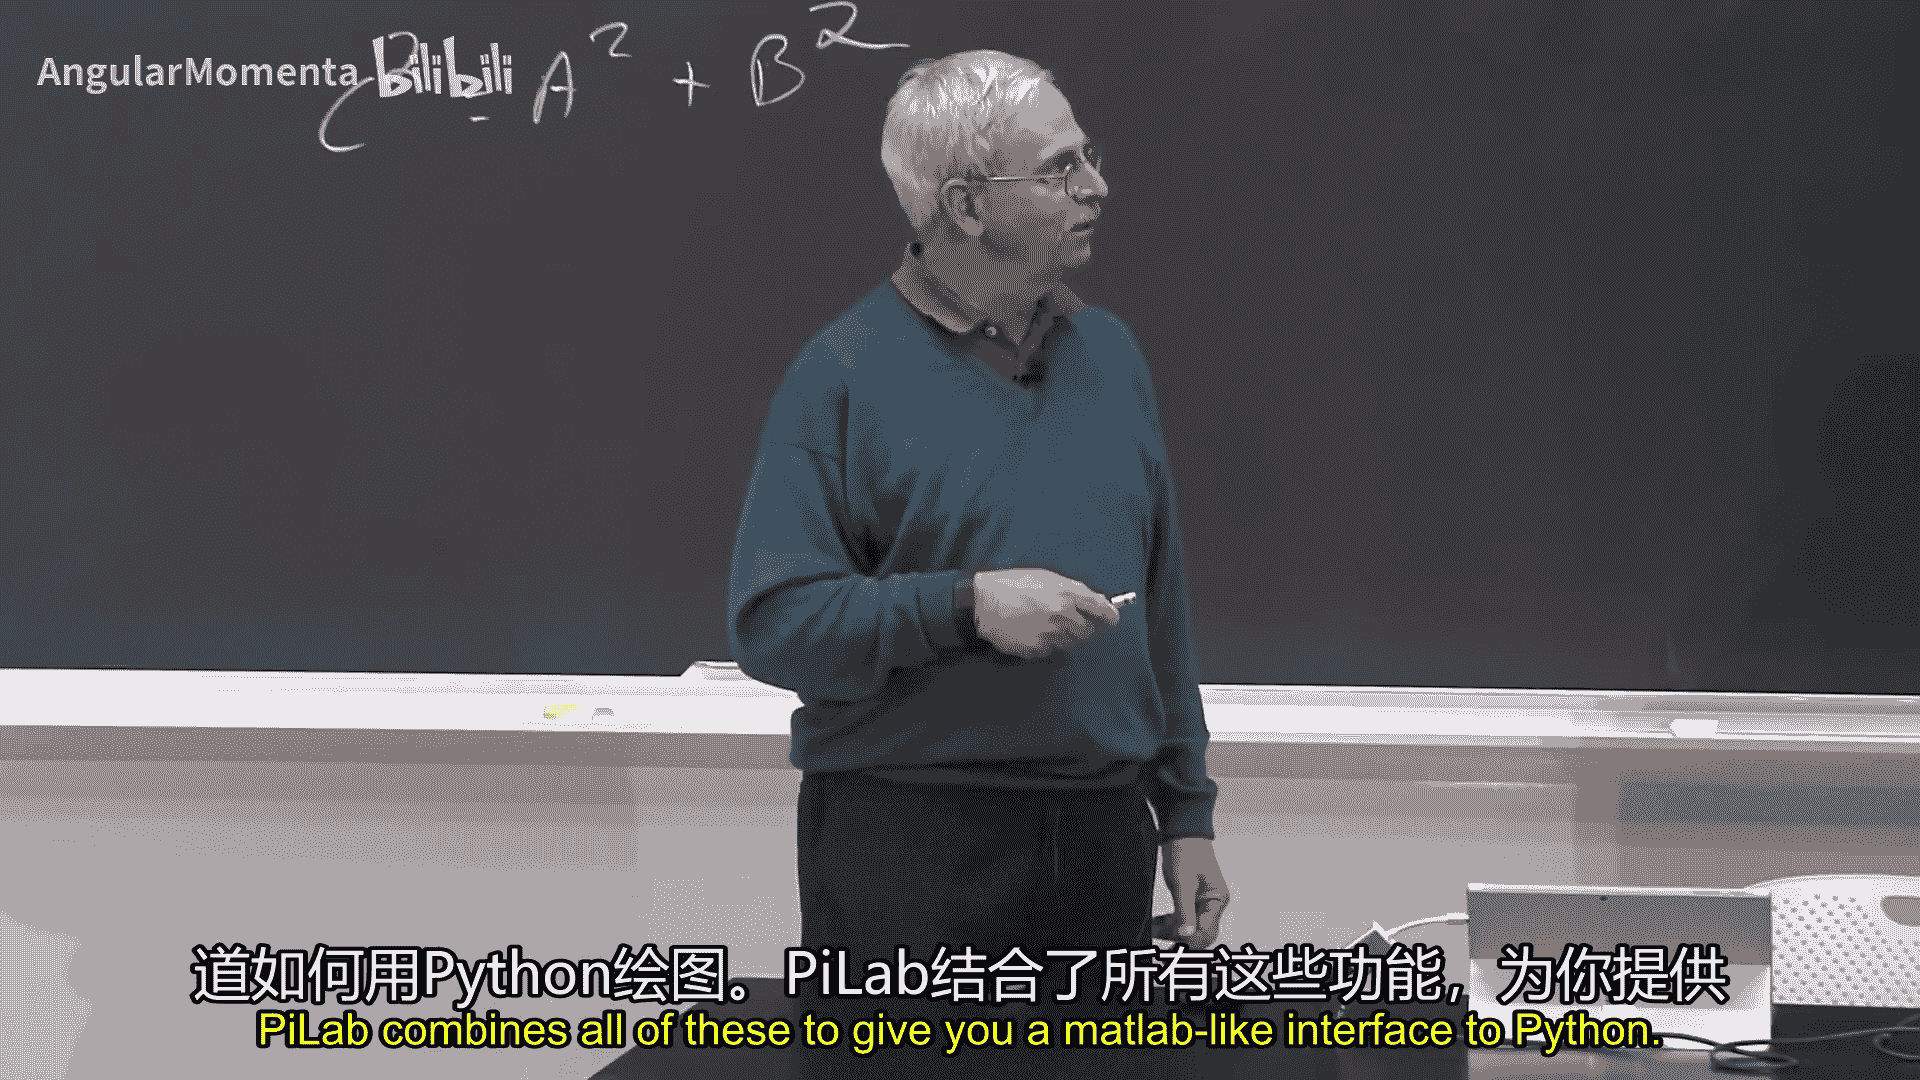 AngularMomenta bilibili
A² + B²
道如何用Python绘图。PiLab结合了所有这些功能，为你提供
PiLab combines all of these to give you a matlab-like interface to Python.